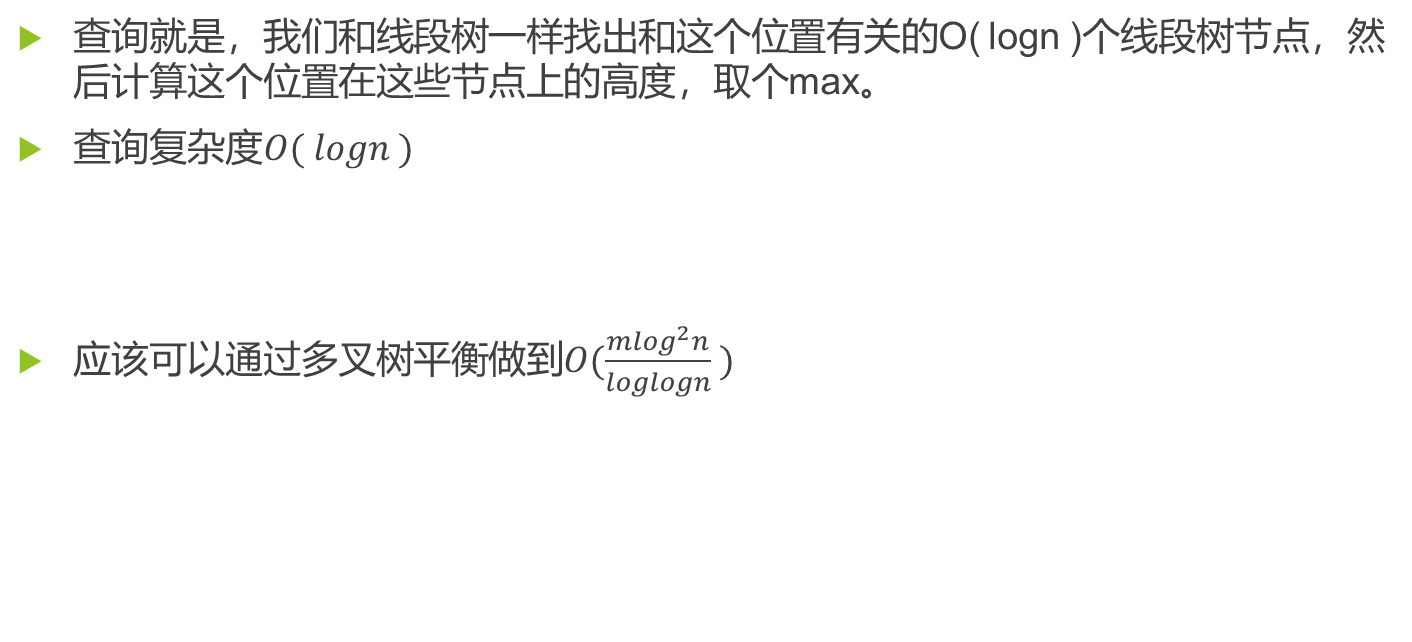 查询就是，我们和线段树一样找出和这个位置有关的O( logn )个线段树节点，然
后计算这个位置在这些节点上的高度，取个max。
查询复杂度O( logn )
应该可以通过多叉树平衡做到O(\frac{mlog^2n}{loglogn})